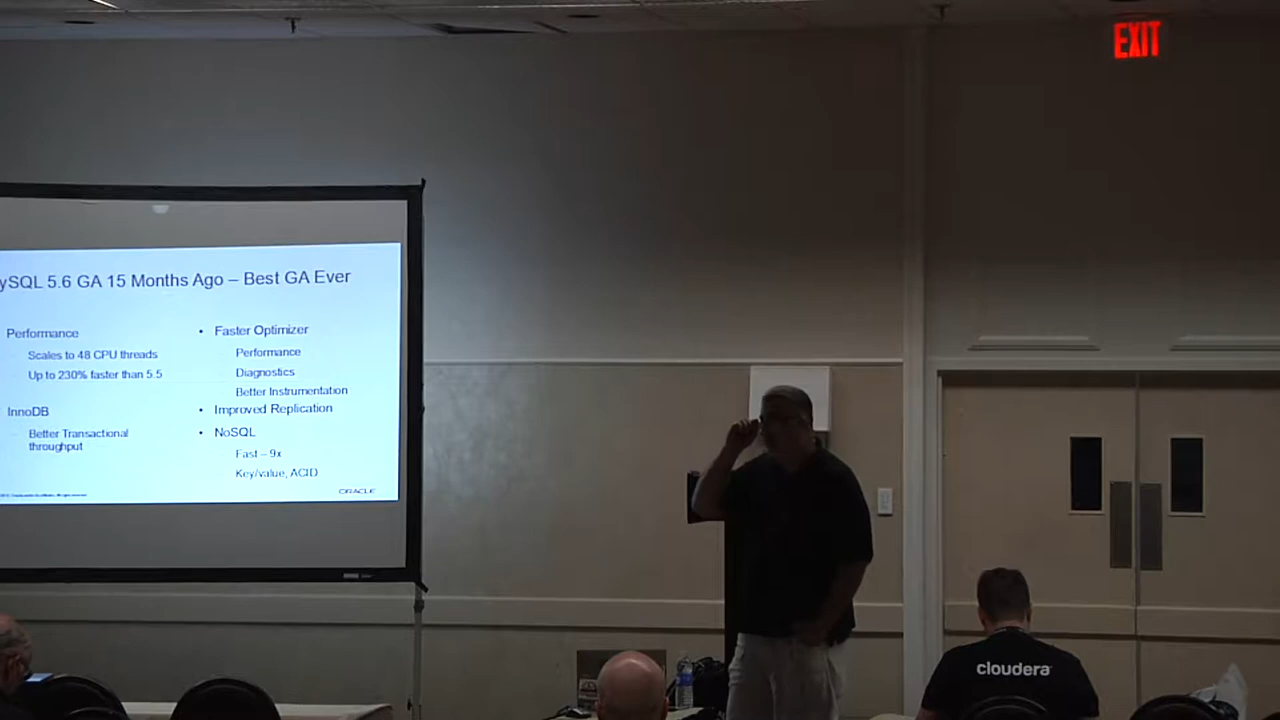 EXIT
ySQL 5.6 GA 15 Months Ago – Best GA Ever
Performance
Scales to 48 CPU threads
Up to 230% faster than 5.5
InnoDB
Better Transactional
throughput
• Faster Optimizer
Performance
Diagnostics
Better Instrumentation
• Improved Replication
• NoSQL
Fast – 9x
Key/value, ACID
ORACLE
cloudera